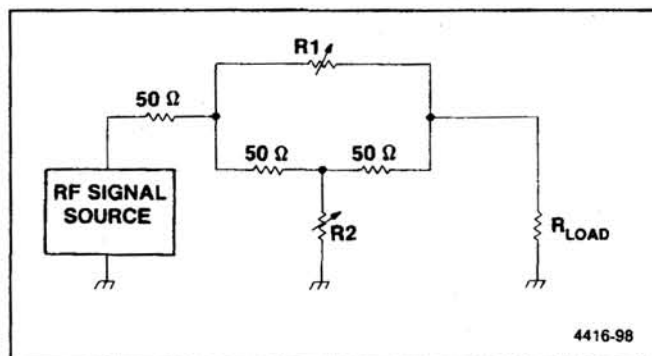 R1
50 Ω
50 Ω
50 Ω
RF SIGNAL
SOURCE
R2
RLOAD
4416-98